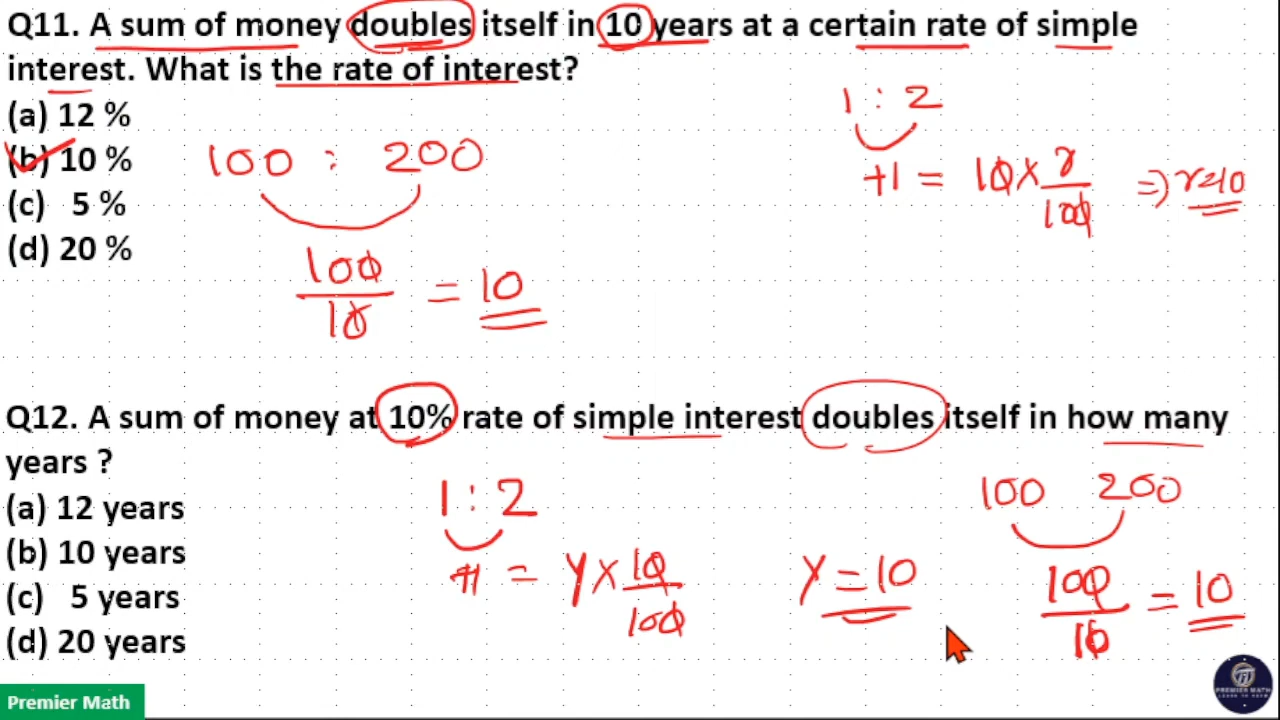 Q11. A sum of money doubles itself in 10 years at a certain rate of simple
interest. What is the rate of interest?
(a) 12 %
(b) 10 %
(c) 5 %
(d) 20 %
100 : 200
100/10 = 10
1 : 2
+1 = 10 × r/100 => r=10
Q12. A sum of money at 10% rate of simple interest doubles itself in how many
years ?
(a) 12 years
(b) 10 years
(c) 5 years
(d) 20 years
1 : 2
+1 = Y × 10/100
Y = 10
100 200
100/10 = 10
Premier Math
PREMIER MATH